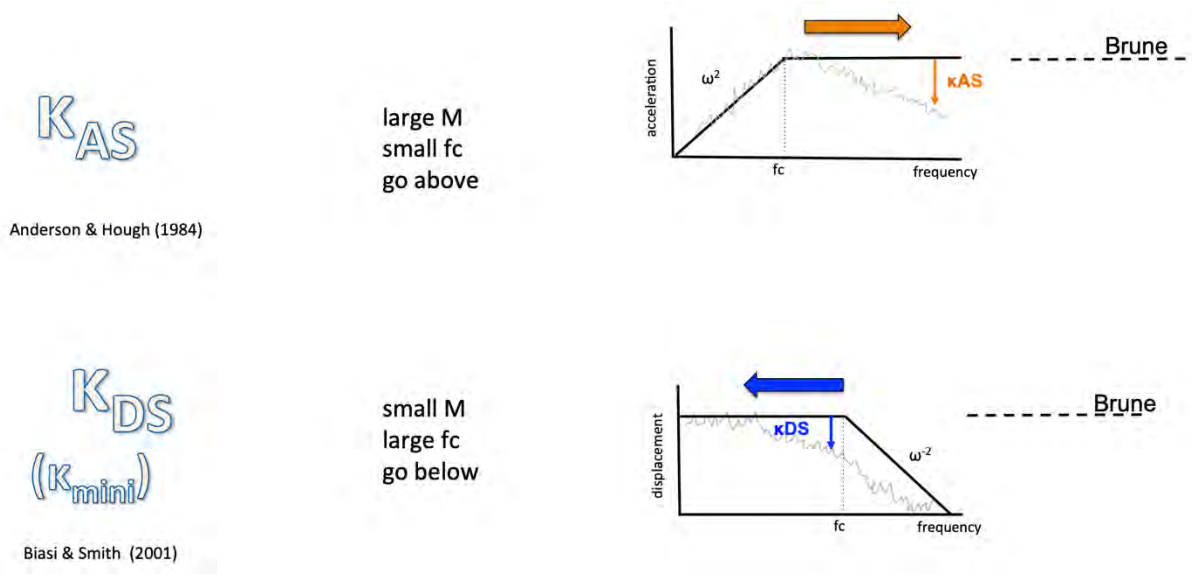 K_AS
Anderson & Hough (1984)
large M
small fc
go above
acceleration
ω²
κAS
fc
frequency
Brune
K_DS
(K_mini)
Biasi & Smith (2001)
small M
large fc
go below
displacement
κDS
ω⁻²
fc
frequency
Brune